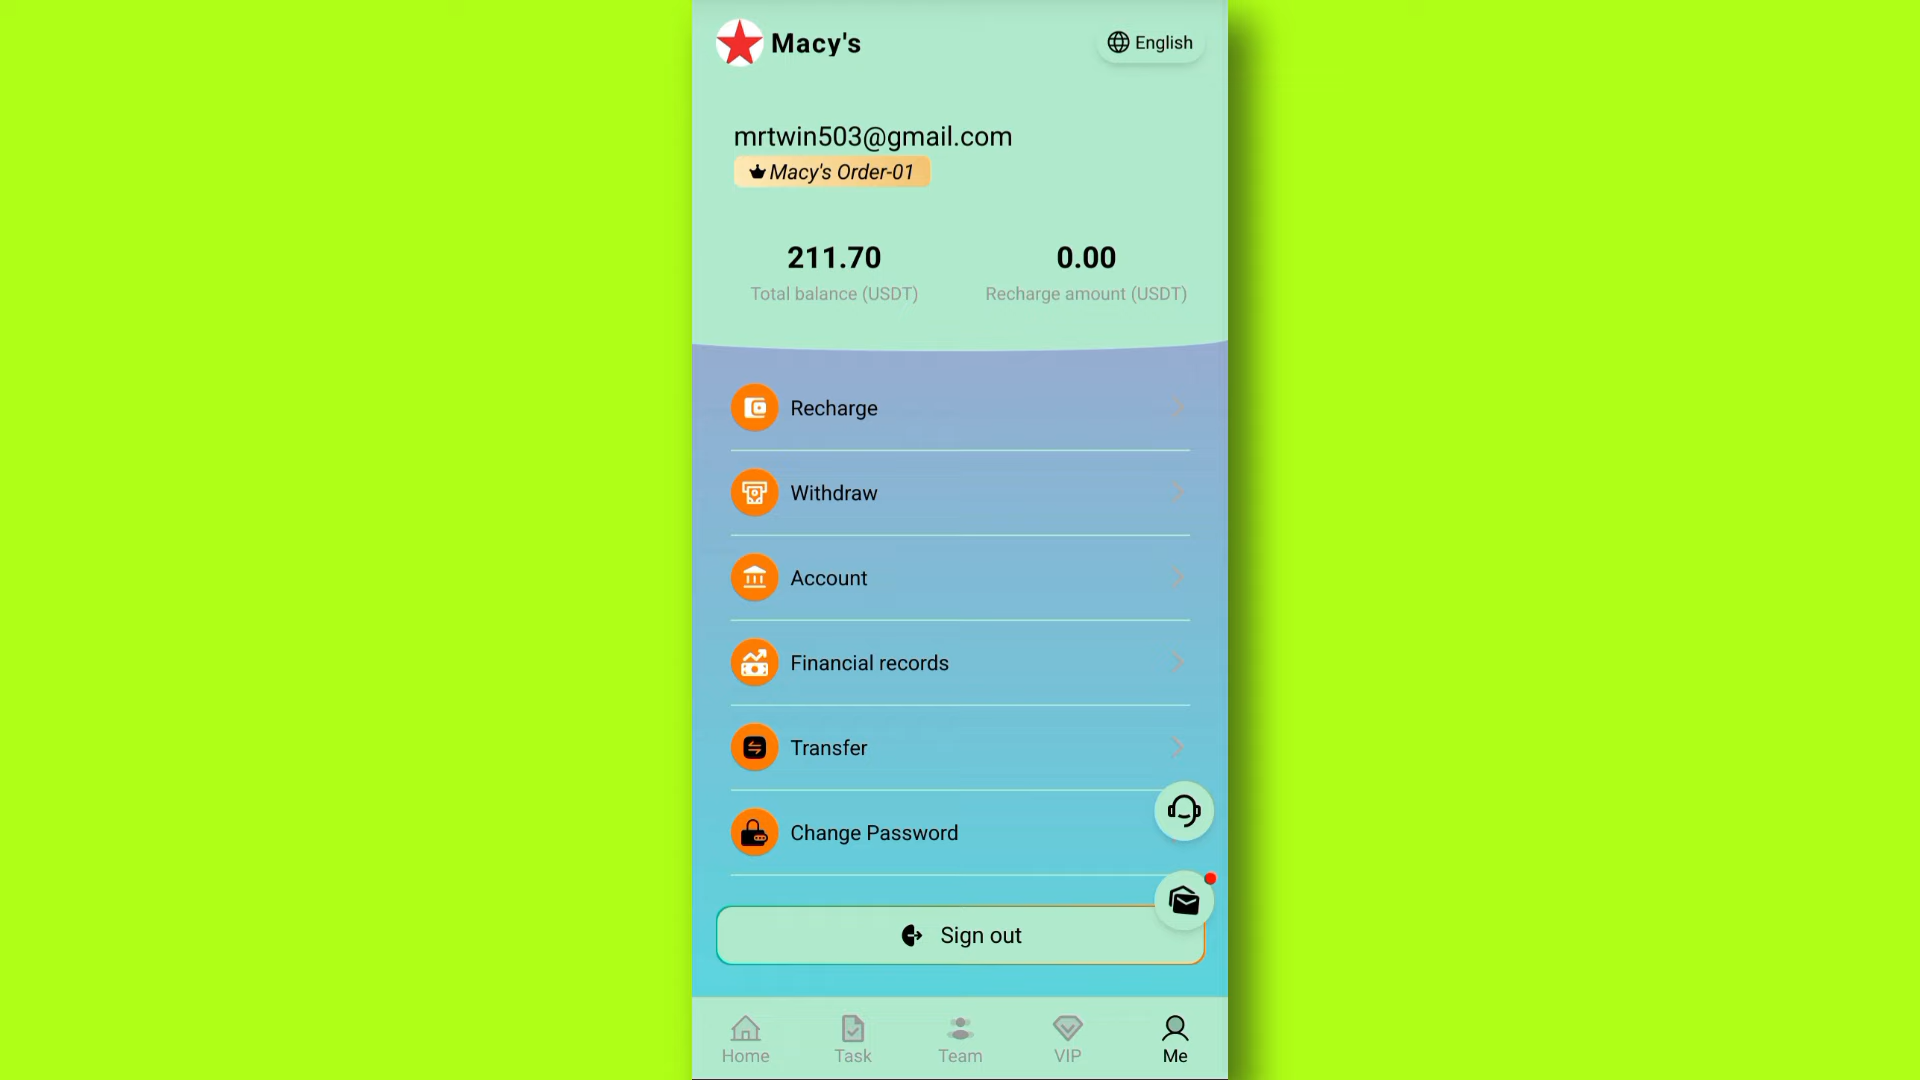 Macy's
English
mrtwin503@gmail.com
Macy's Order-01
211.70
0.00
Total balance (USDT)
Recharge amount (USDT)
Recharge
Withdraw
Account
Financial records
Transfer
Change Password
Sign out
Home
Task
Team
VIP
Me